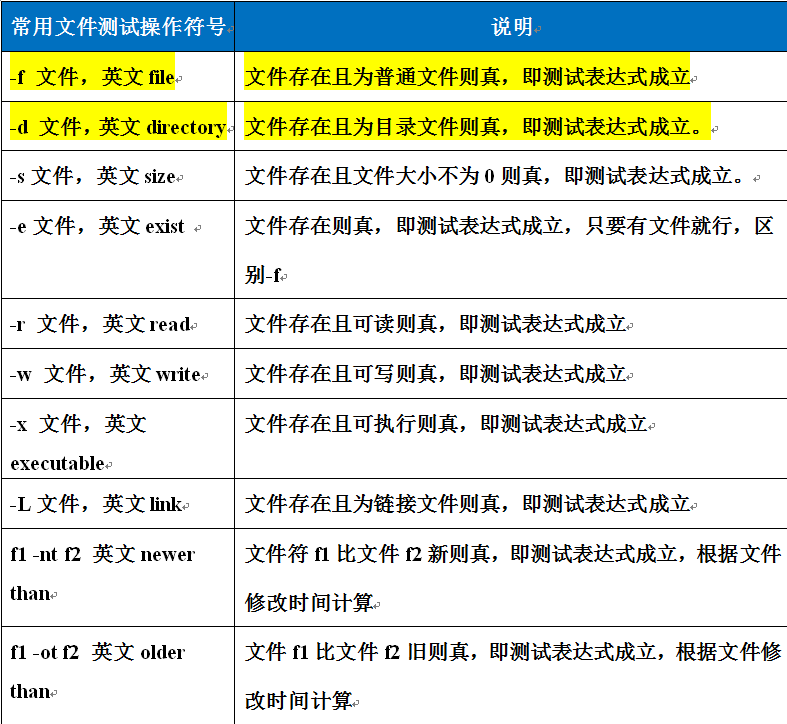 常用文件测试操作符号 说明
-f 文件，英文 file 文件存在且为普通文件则真，即测试表达式成立
-d 文件，英文 directory 文件存在且为目录文件则真，即测试表达式成立。
-s 文件，英文 size 文件存在且文件大小不为 0 则真，即测试表达式成立。
-e 文件，英文 exist 文件存在则真，即测试表达式成立，只要有文件就行，区
别-f
-r 文件，英文 read 文件存在且可读则真，即测试表达式成立
-w 文件，英文 write 文件存在且可写则真，即测试表达式成立
-x 文件，英文 文件存在且可执行则真，即测试表达式成立
executable
-L 文件，英文 link 文件存在且为链接文件则真，即测试表达式成立
f1 -nt f2 英文 newer 文件符 f1 比文件 f2 新则真，即测试表达式成立，根据文件
than 修改时间计算
f1 -ot f2 英文 older 文件 f1 比文件 f2 旧则真，即测试表达式成立，根据文件修
than 改时间计算